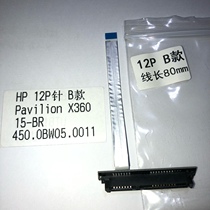 HP 12P针 B款
Pavilion X360
15-BR
450.0BW05.0011
12P B款
线长80mm